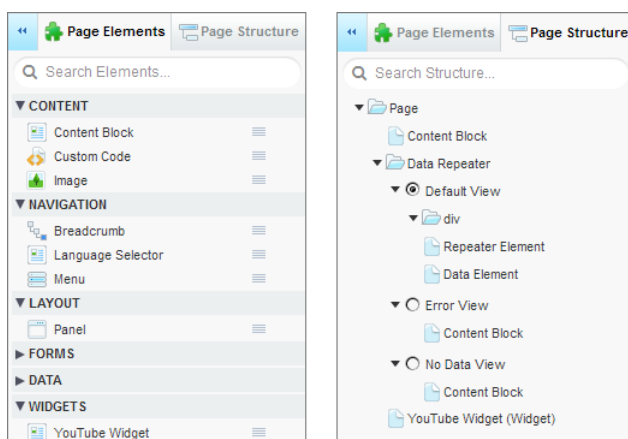 Page Elements
Page Structure
Search Elements...
CONTENT
Content Block
Custom Code
Image
NAVIGATION
Breadcrumb
Language Selector
Menu
LAYOUT
Panel
FORMS
DATA
WIDGETS
YouTube Widget
Page Elements
Page Structure
Search Structure...
Page
Content Block
Data Repeater
Default View
div
Repeater Element
Data Element
Error View
Content Block
No Data View
Content Block
YouTube Widget (Widget)